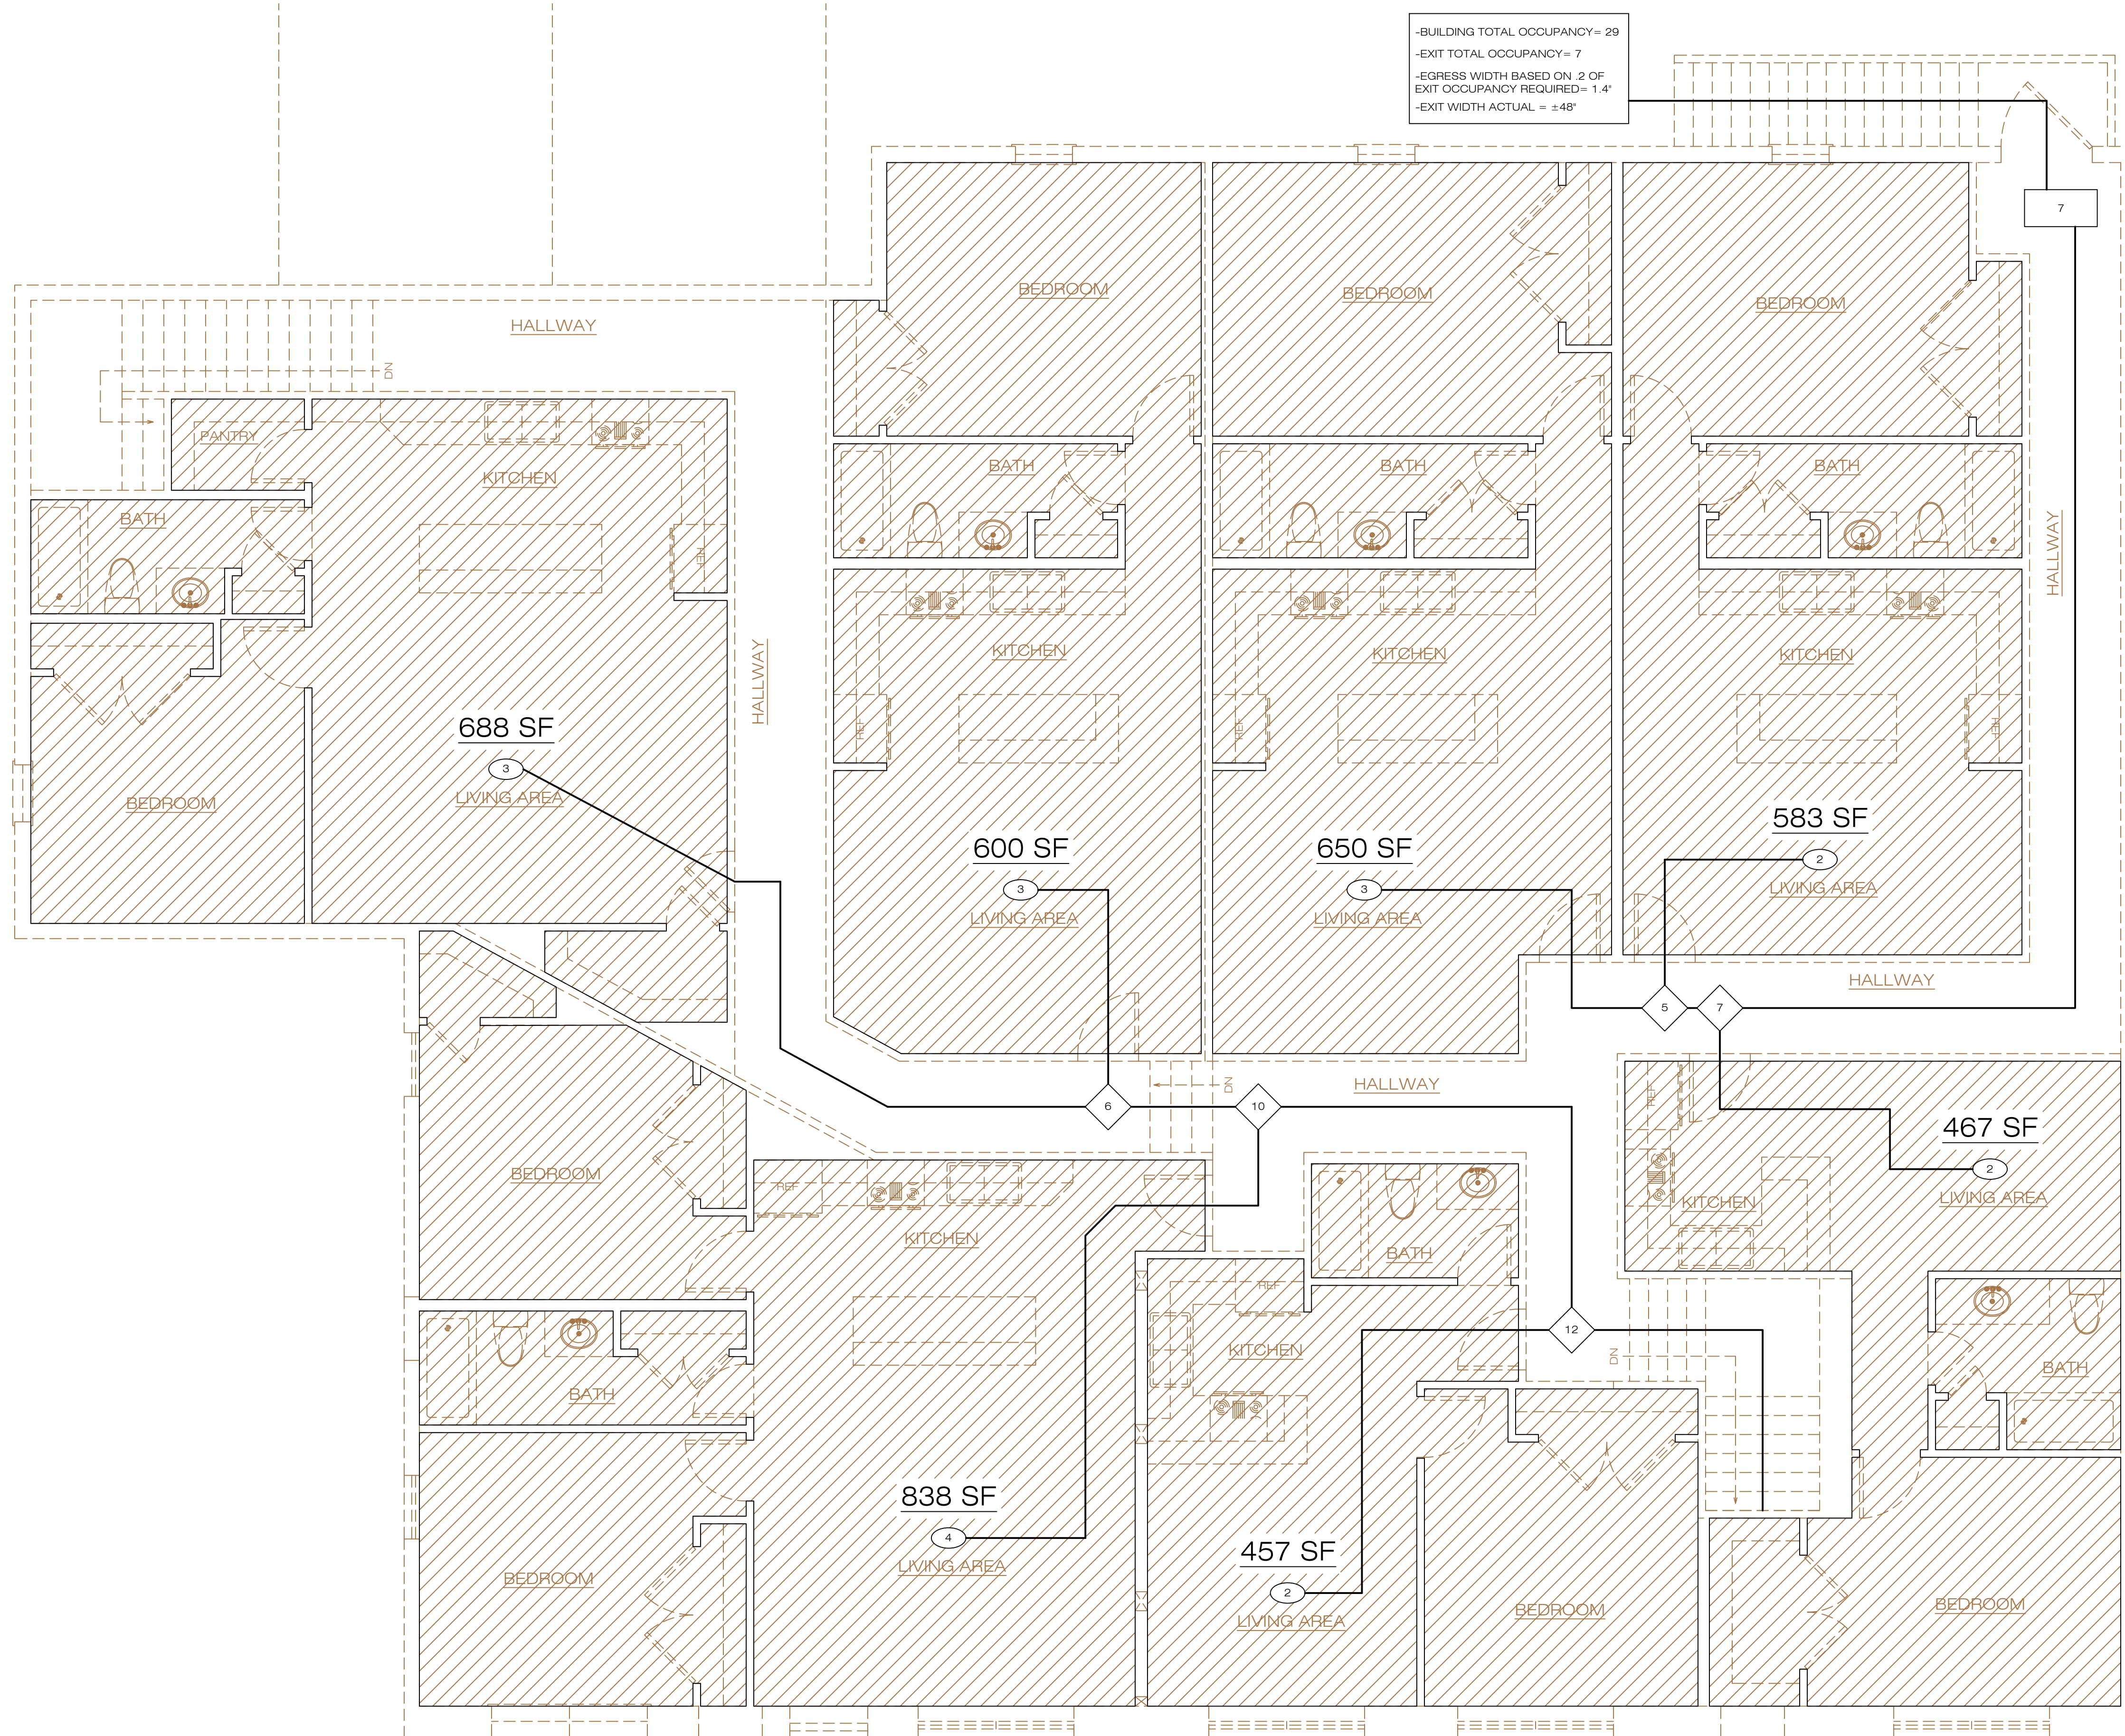 -BUILDING TOTAL OCCUPANCY= 29
-EXIT TOTAL OCCUPANCY= 7
-EGRESS WIDTH BASED ON .2 OF
EXIT OCCUPANCY REQUIRED= 1.4"
-EXIT WIDTH ACTUAL = ±48"
7
BEDROOM
BEDROOM
BEDROOM
HALLWAY
DN
PANTRY
KITCHEN
BATH
BATH
BATH
BATH
HALLWAY
REF
KITCHEN
KITCHEN
KITCHEN
HALLWAY
REF
REF
REF
688 SF
3
LIVING AREA
BEDROOM
600 SF
3
LIVING AREA
650 SF
3
LIVING AREA
583 SF
2
LIVING AREA
HALLWAY
5
7
DN
HALLWAY
6
10
REF
467 SF
2
LIVING AREA
KITCHEN
BEDROOM
REF
KITCHEN
BATH
REF
KITCHEN
12
DN
BATH
BATH
838 SF
4
LIVING AREA
457 SF
2
LIVING AREA
BEDROOM
BEDROOM
BEDROOM